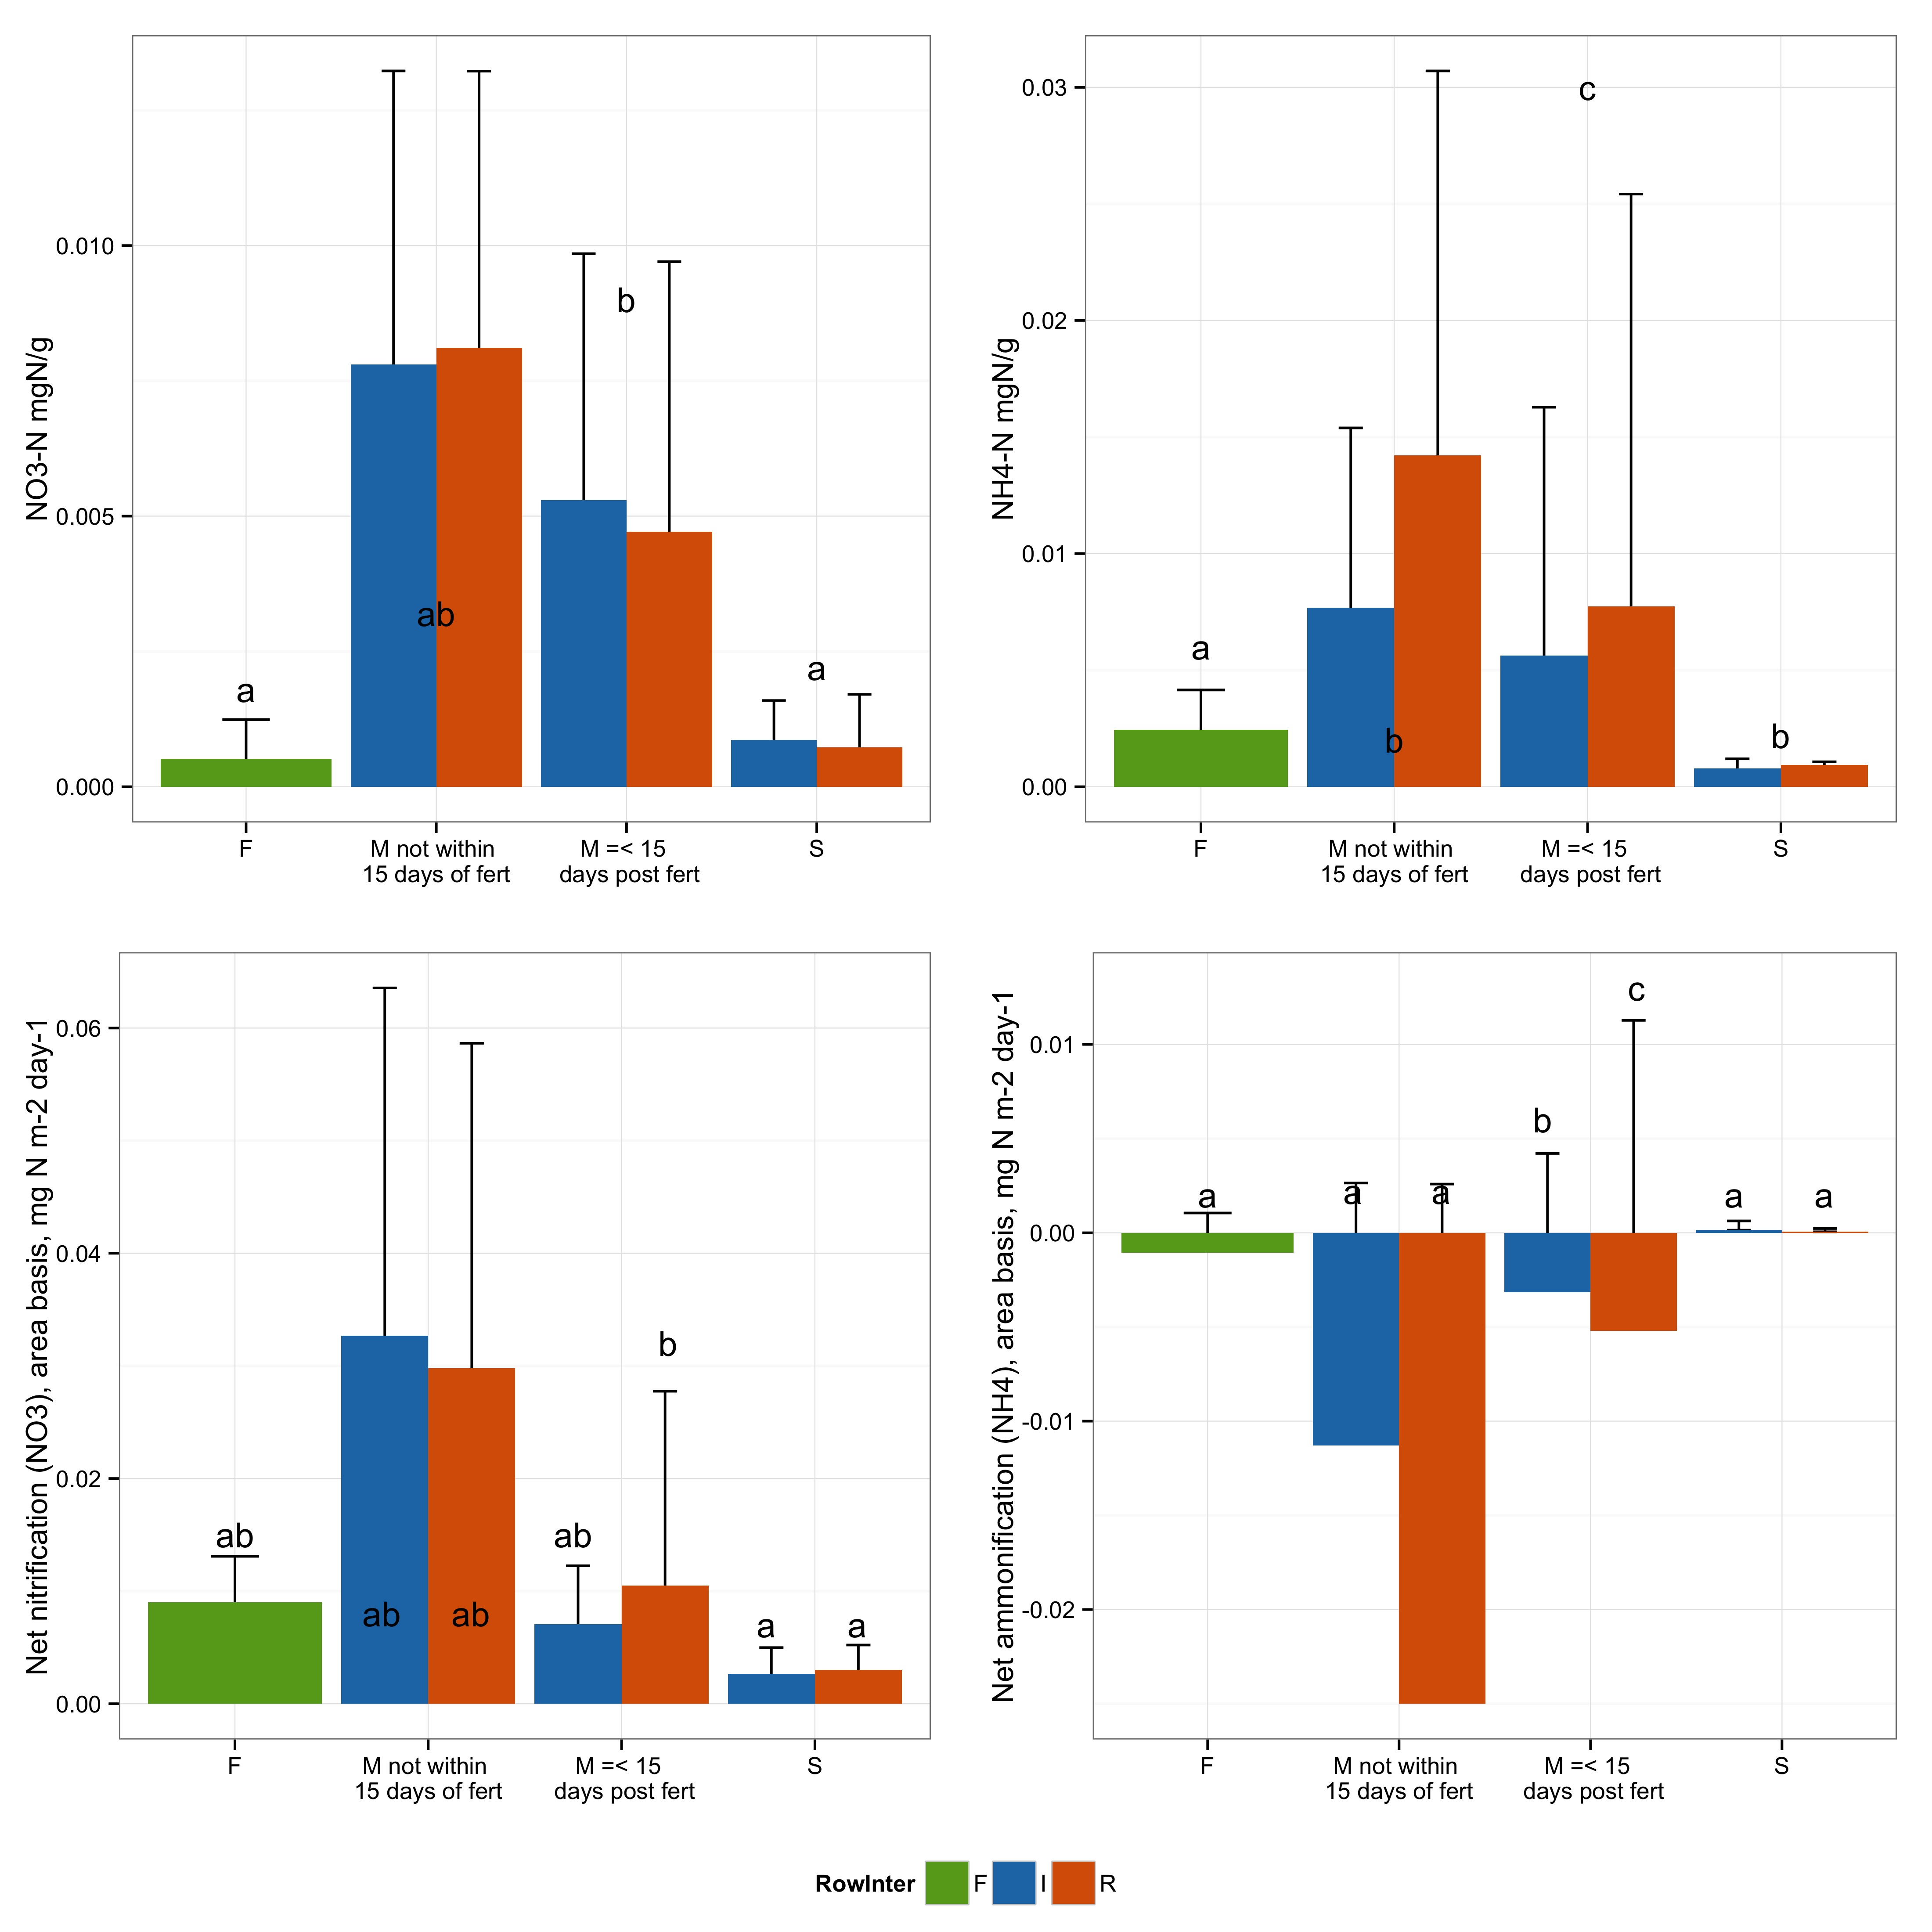 NO3-N mgN/g
0.010
0.005
0.000
a
ab
b
a
F
M not within
15 days of fert
M =< 15
days post fert
S
NH4-N mgN/g
0.03
0.02
0.01
0.00
a
b
c
b
F
M not within
15 days of fert
M =< 15
days post fert
S
Net nitrification (NO3), area basis, mg N m-2 day-1
0.06
0.04
0.02
0.00
ab
ab
ab
ab
b
a
a
F
M not within
15 days of fert
M =< 15
days post fert
S
Net ammonification (NH4), area basis, mg N m-2 day-1
0.01
0.00
-0.01
-0.02
a
a
a
b
c
a
a
F
M not within
15 days of fert
M =< 15
days post fert
S
RowInter F I R